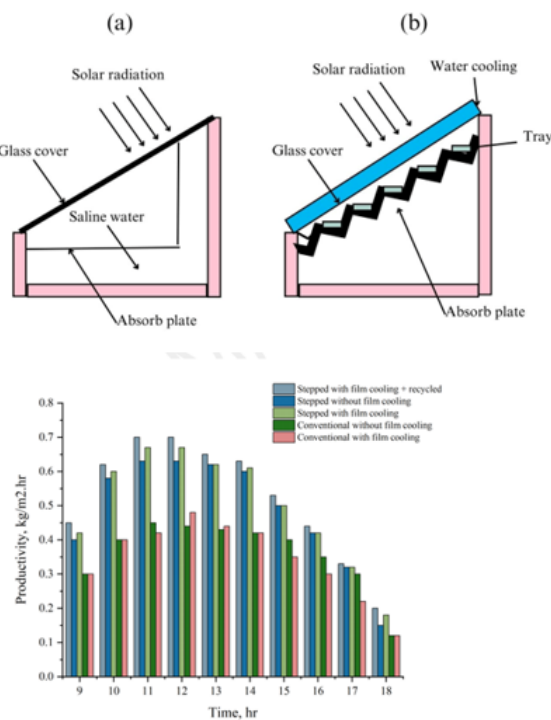 (a)
(b)
Solar radiation
Glass cover
Saline water
Absorb plate
Water cooling
Solar radiation
Tray
Glass cover
Absorb plate
Stepped with film cooling + recycled
Stepped without film cooling
Stepped with film cooling
Conventional without film cooling
Conventional with film cooling
Productivity, kg/m2.hr
0.8
0.7
0.6
0.5
0.4
0.3
0.2
0.1
0.0
9 10 11 12 13 14 15 16 17 18
Time, hr